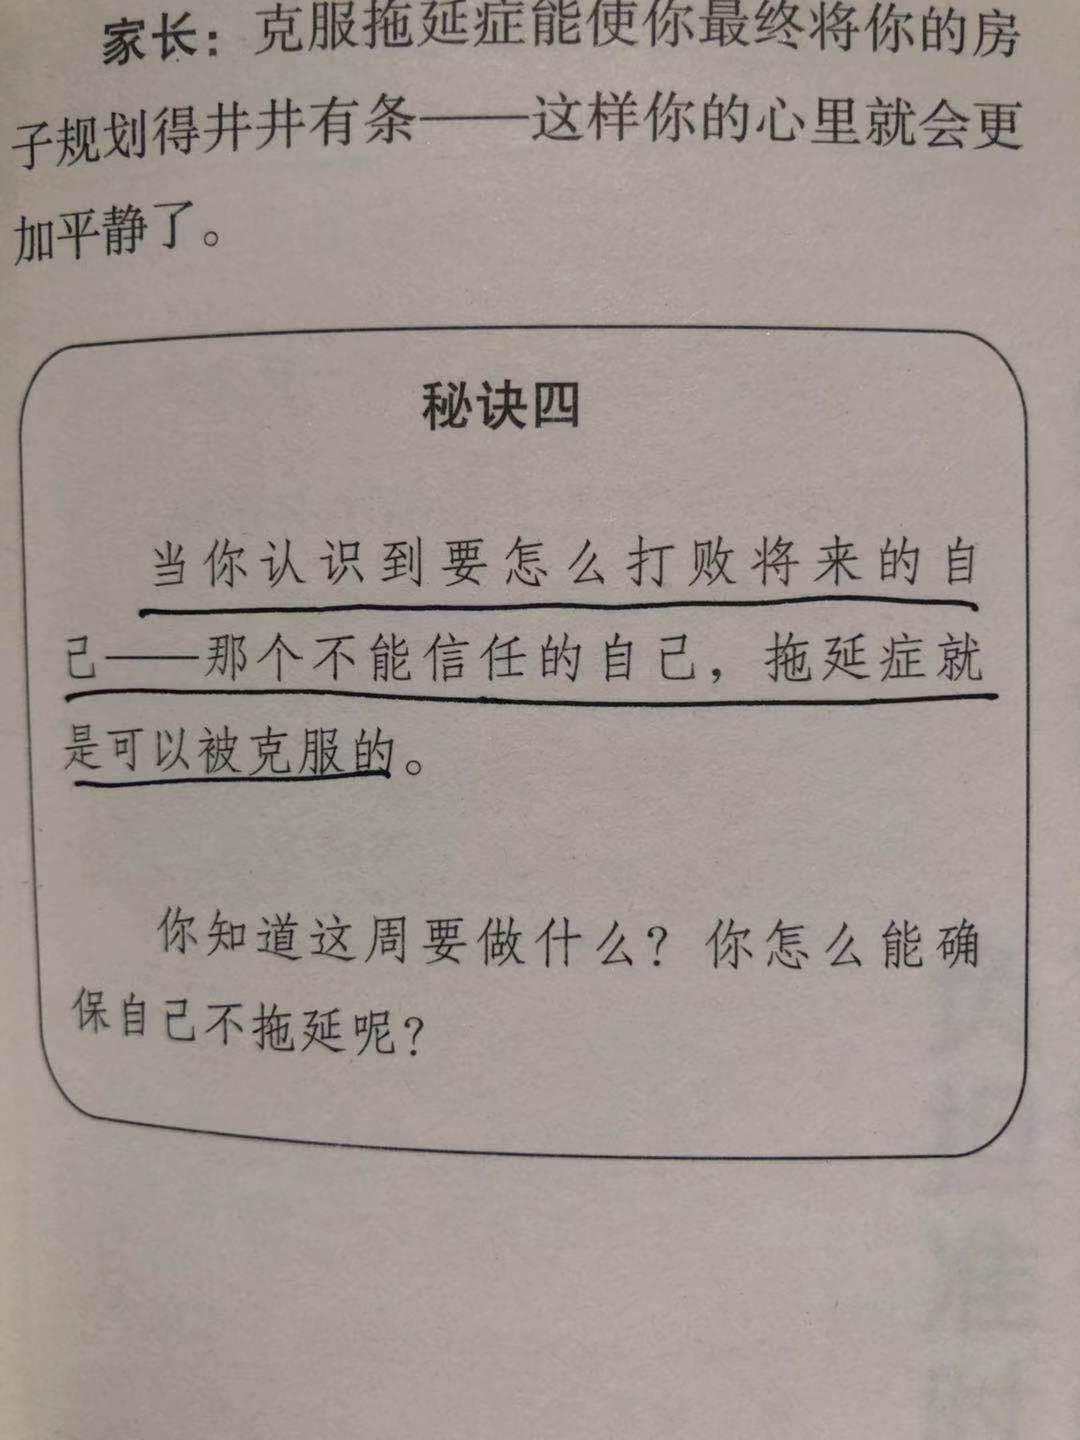 家长：克服拖延症能使你最终将你的房
子规划得井井有条——这样你的心里就会更
加平静了。
秘诀四
当你认识到要怎么打败将来的自
己——那个不能信任的自己，拖延症就
是可以被克服的。
你知道这周要做什么？你怎么能确
保自己不拖延呢？